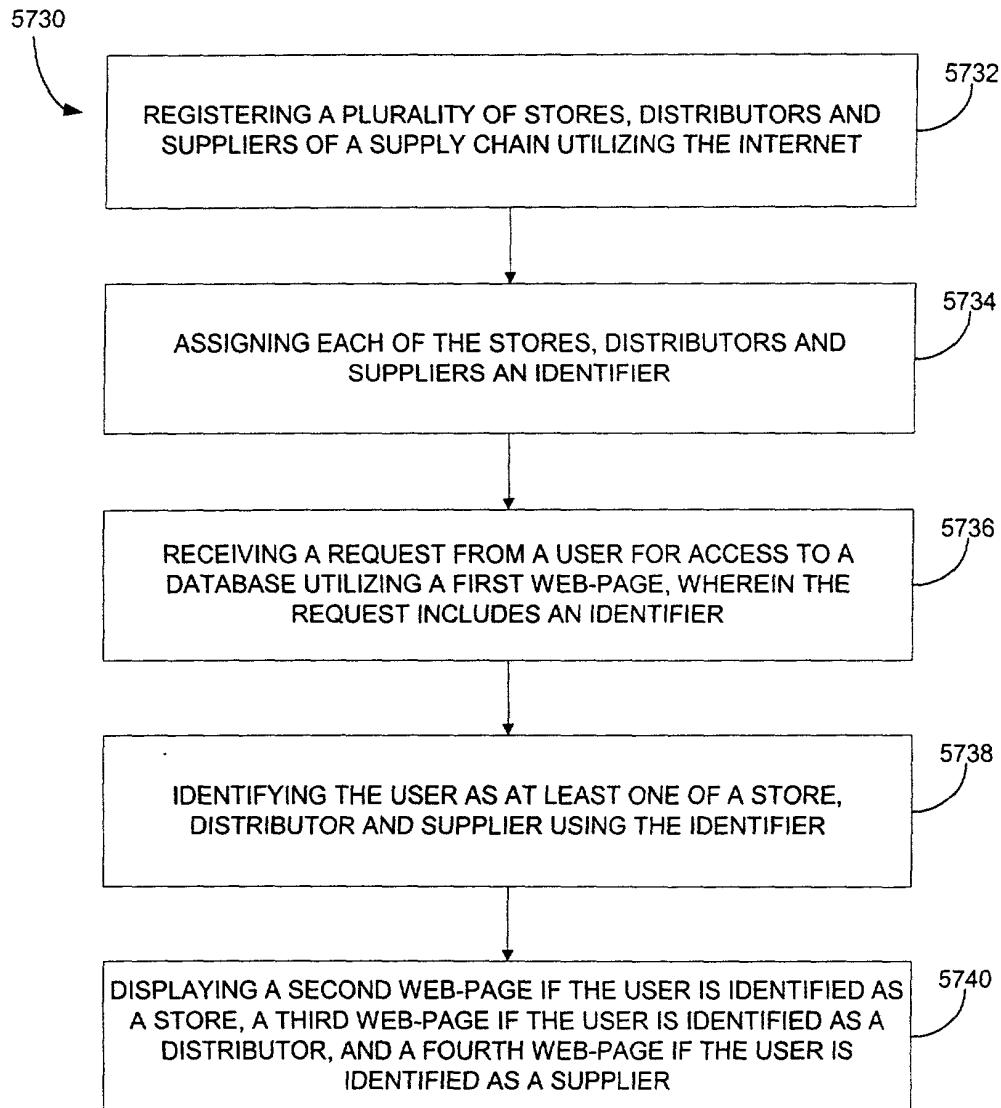 5730
5732
REGISTERING A PLURALITY OF STORES, DISTRIBUTORS AND
SUPPLIERS OF A SUPPLY CHAIN UTILIZING THE INTERNET
5734
ASSIGNING EACH OF THE STORES, DISTRIBUTORS AND
SUPPLIERS AN IDENTIFIER
5736
RECEIVING A REQUEST FROM A USER FOR ACCESS TO A
DATABASE UTILIZING A FIRST WEB-PAGE, WHEREIN THE
REQUEST INCLUDES AN IDENTIFIER
5738
IDENTIFYING THE USER AS AT LEAST ONE OF A STORE,
DISTRIBUTOR AND SUPPLIER USING THE IDENTIFIER
5740
DISPLAYING A SECOND WEB-PAGE IF THE USER IS IDENTIFIED AS
A STORE, A THIRD WEB-PAGE IF THE USER IS IDENTIFIED AS A
DISTRIBUTOR, AND A FOURTH WEB-PAGE IF THE USER IS
IDENTIFIED AS A SUPPLIER